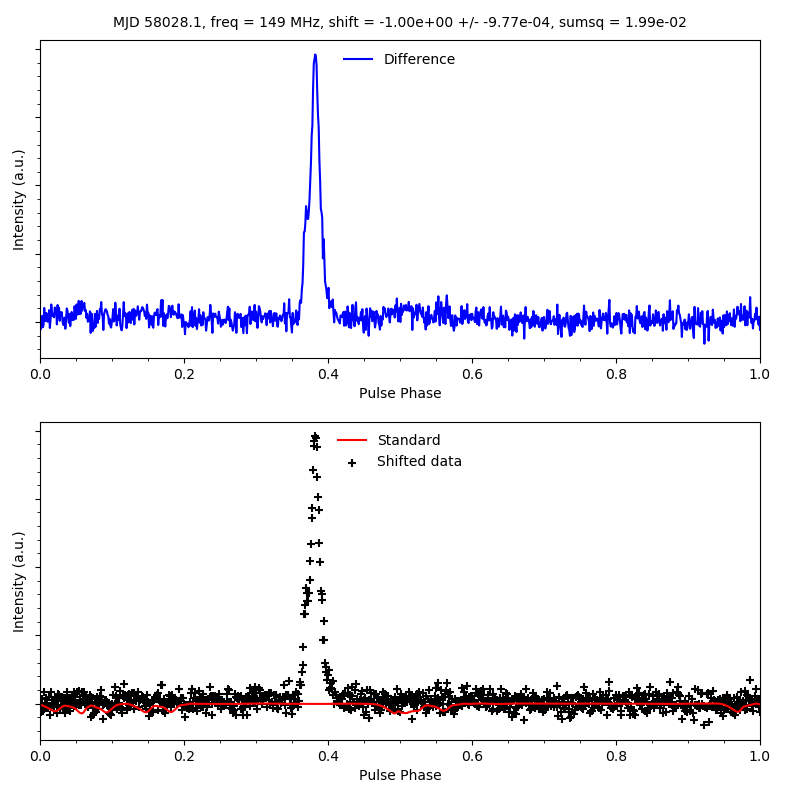 MJD 58028.1, freq = 149 MHz, shift = -1.00e+00 +/- -9.77e-04, sumsq = 1.99e-02
Difference
Intensity (a.u.)
0.0 0.2 0.4 0.6 0.8 1.0
Pulse Phase
Standard
Shifted data
Intensity (a.u.)
0.0 0.2 0.4 0.6 0.8 1.0
Pulse Phase